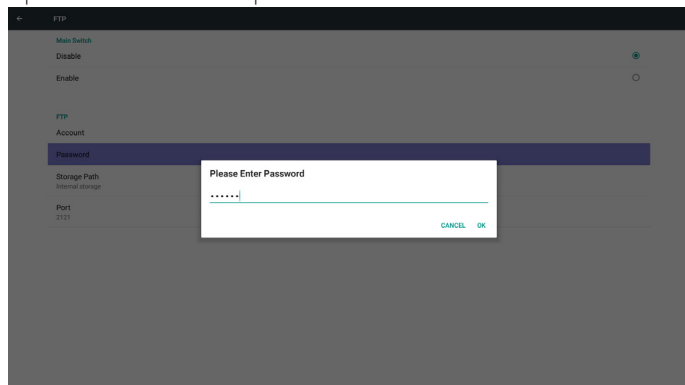 FTP
Main Switch
Disable
Enable
FTP
Account
Password
Storage Path
Internal storage
Port
2121
Please Enter Password
••••••
CANCEL OK